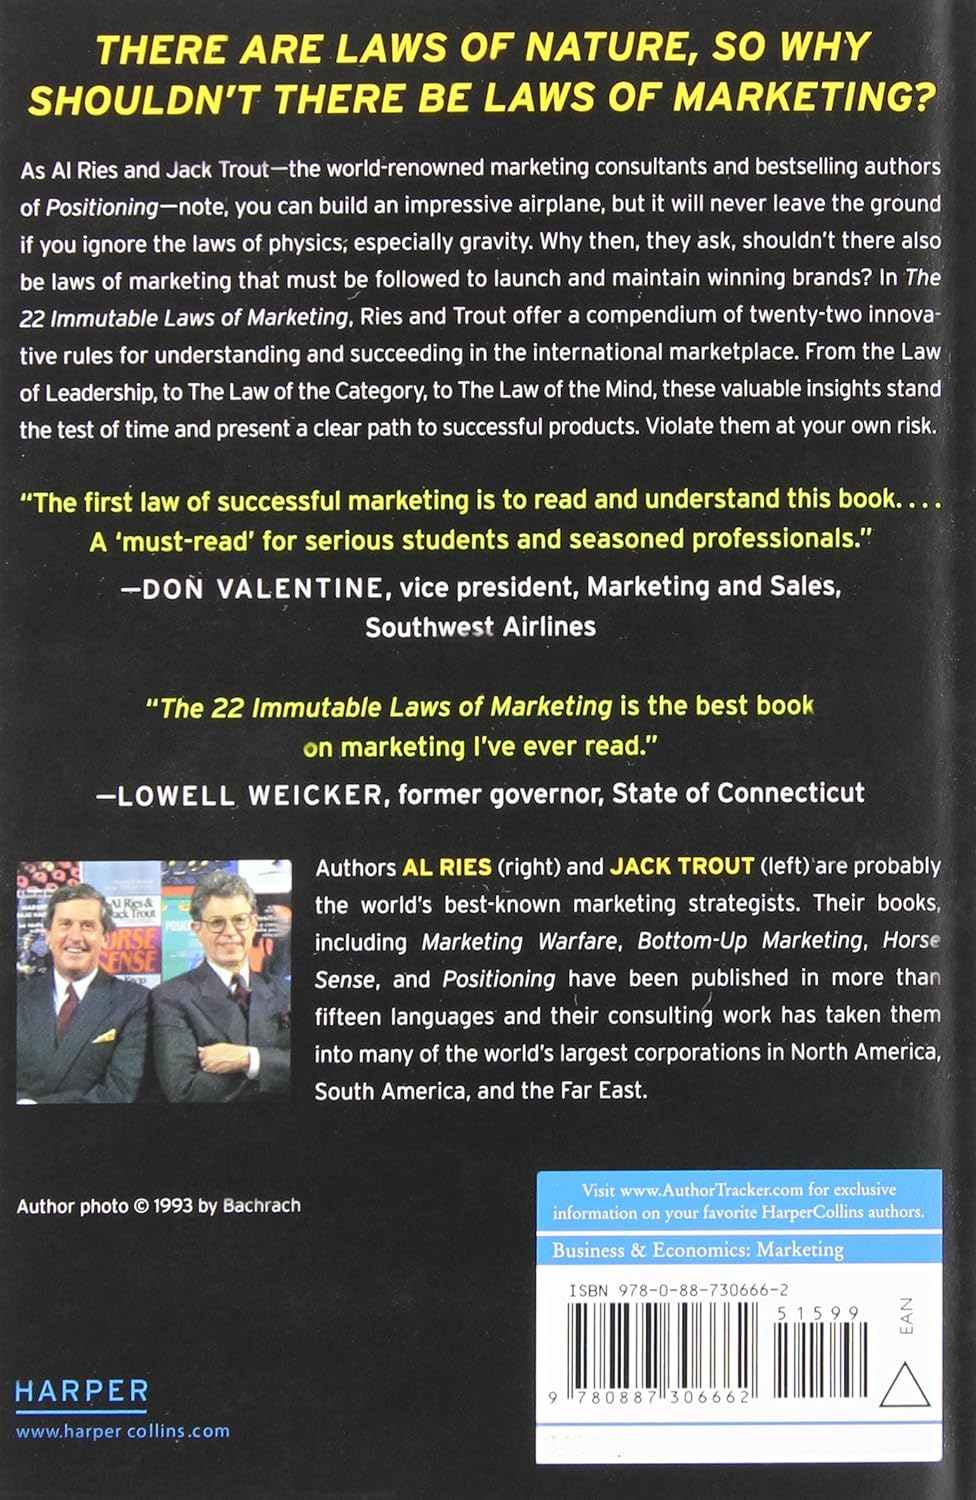 THERE ARE LAWS OF NATURE, SO WHY
SHOULDN'T THERE BE LAWS OF MARKETING?
As Al Ries and Jack Trout—the world-renowned marketing consultants and bestselling authors
of Positioning—note, you can build an impressive airplane, but it will never leave the ground
if you ignore the laws of physics, especially gravity. Why then, they ask, shouldn't there also
be laws of marketing that must be followed to launch and maintain winning brands? In The
22 Immutable Laws of Marketing, Ries and Trout offer a compendium of twenty-two innova-
tive rules for understanding and succeeding in the international marketplace. From the Law
of Leadership, to The Law of the Category, to The Law of the Mind, these valuable insights stand
the test of time and present a clear path to successful products. Violate them at your own risk.
“The first law of successful marketing is to read and understand this book. . . .
A ‘must-read’ for serious students and seasoned professionals.”
—DON VALENTINE, vice president, Marketing and Sales,
Southwest Airlines
“The 22 Immutable Laws of Marketing is the best book
on marketing I've ever read.”
—LOWELL WEICKER, former governor, State of Connecticut
Al Ries &
Jack Trout
HORSE
SENSE
Authors AL RIES (right) and JACK TROUT (left) are probably
the world's best-known marketing strategists. Their books,
including Marketing Warfare, Bottom-Up Marketing, Horse
Sense, and Positioning have been published in more than
fifteen languages and their consulting work has taken them
into many of the world's largest corporations in North America,
South America, and the Far East.
Author photo © 1993 by Bachrach
Visit www.AuthorTracker.com for exclusive
information on your favorite HarperCollins authors.
Business & Economics: Marketing
ISBN 978-0-88-730666-2
51599
EAN
9 780887 306662
HARPER
www.harpercollins.com